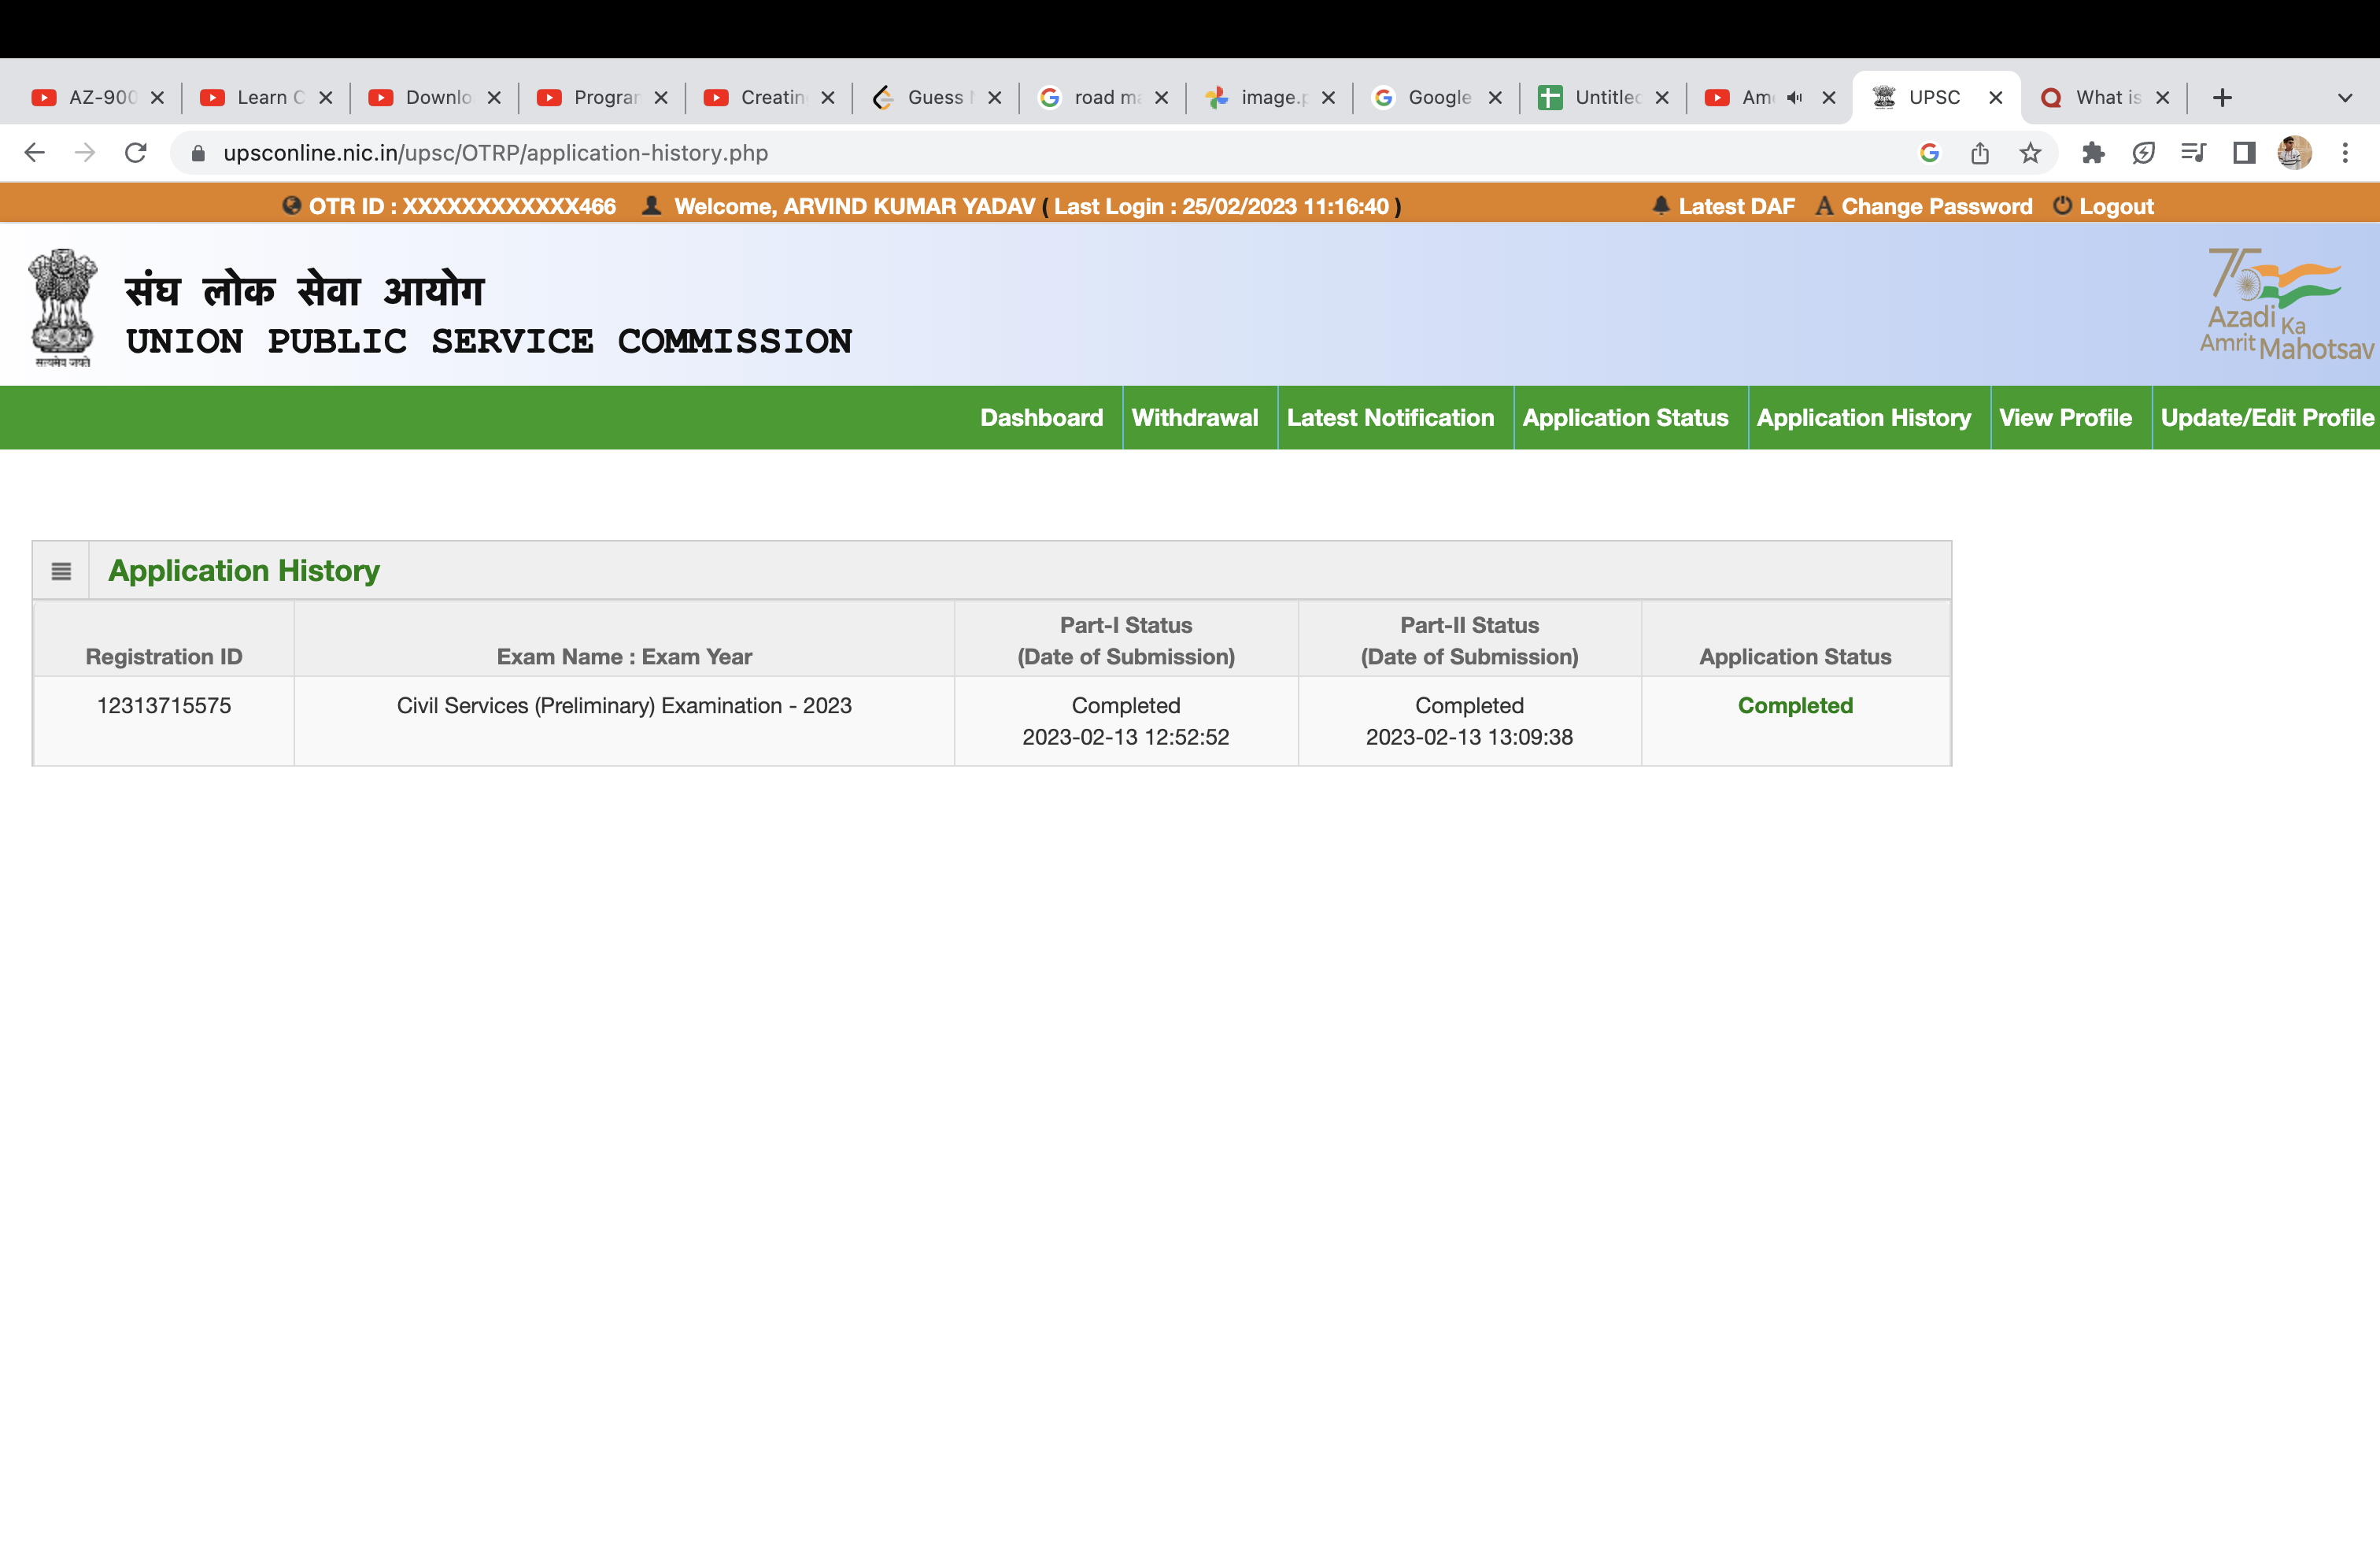 AZ-900
Learn C
Downlo
Progran
Creatin
Guess
road ma
image.p
Google
Untitled
Am
UPSC
What is
upsconline.nic.in/upsc/OTRP/application-history.php
OTR ID : XXXXXXXXXXXX466 Welcome, ARVIND KUMAR YADAV ( Last Login : 25/02/2023 11:16:40 ) Latest DAF A Change Password Logout
संघ लोक सेवा आयोग
UNION PUBLIC SERVICE COMMISSION
सत्यमेव जयते
75
Azadi Ka
Amrit Mahotsav
Dashboard Withdrawal Latest Notification Application Status Application History View Profile Update/Edit Profile
Application History
Registration ID
Exam Name : Exam Year
Part-I Status
(Date of Submission)
Part-II Status
(Date of Submission)
Application Status
12313715575
Civil Services (Preliminary) Examination - 2023
Completed
2023-02-13 12:52:52
Completed
2023-02-13 13:09:38
Completed